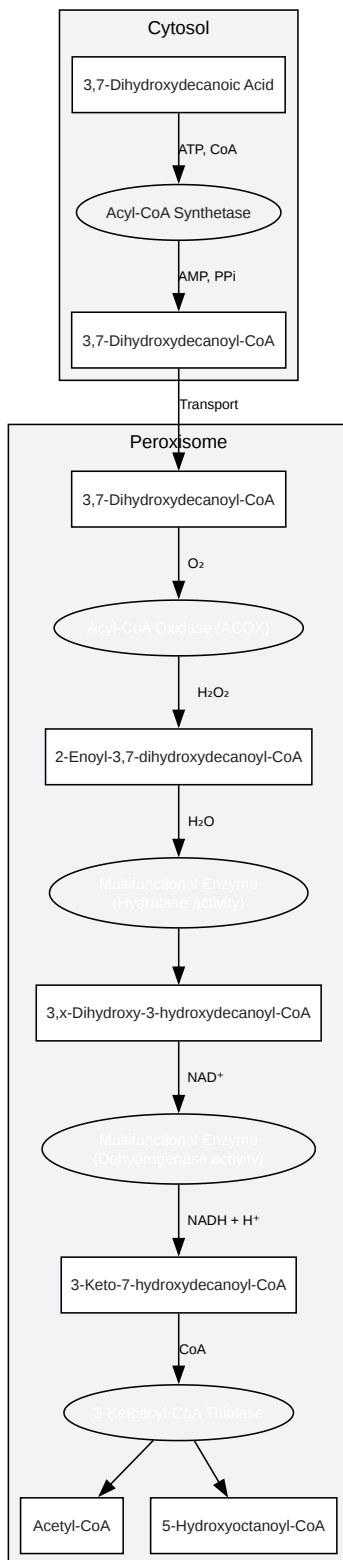 Cytosol
3,7-Dihydroxydecanoic Acid
ATP, CoA
Acyl-CoA Synthetase
AMP, PPi
3,7-Dihydroxydecanoyl-CoA
Transport
Peroxisome
3,7-Dihydroxydecanoyl-CoA
O₂
Acyl-CoA Oxidase (ACOX)
H₂O₂
2-Enoyl-3,7-dihydroxydecanoyl-CoA
H₂O
Multifunctional Enzyme
(Hydratase activity)
3,x-Dihydroxy-3-hydroxydecanoyl-CoA
NAD⁺
Multifunctional Enzyme
(Dehydrogenase activity)
NADH + H⁺
3-Keto-7-hydroxydecanoyl-CoA
CoA
3-Ketoacyl-CoA Thiolase
Acetyl-CoA
5-Hydroxyoctanoyl-CoA